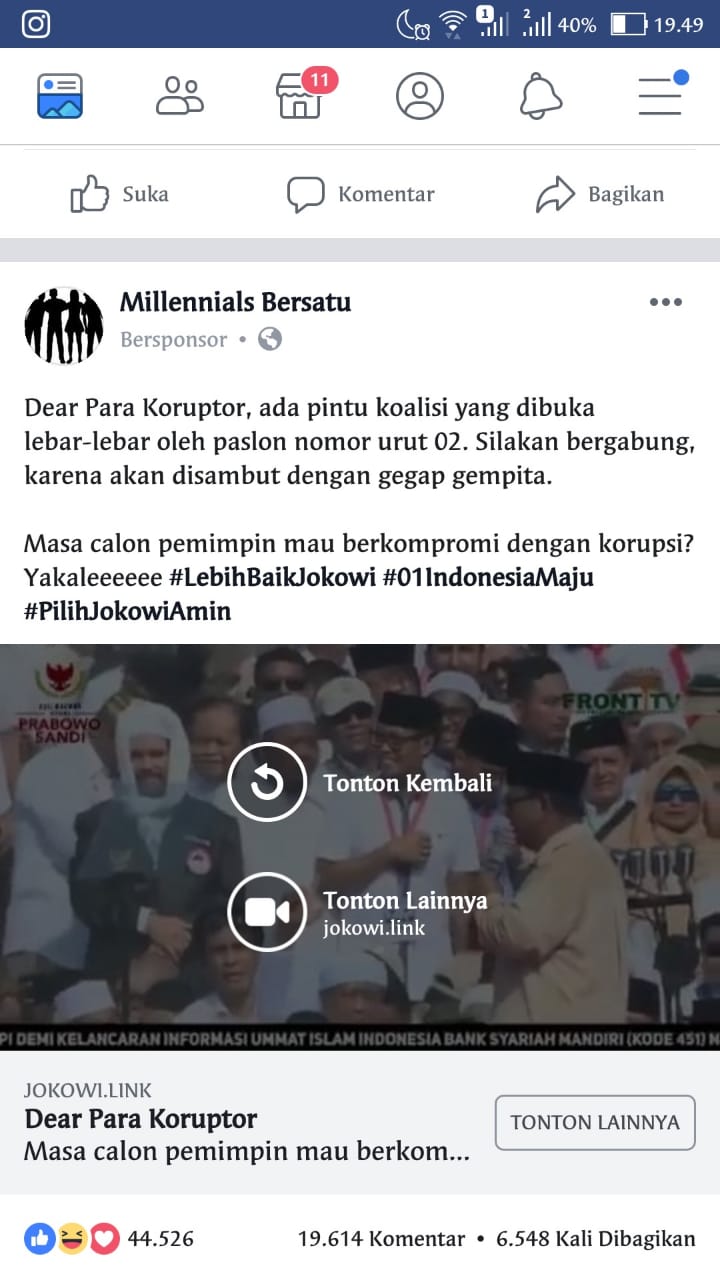 1 2 40% 19.49
11
Suka Komentar Bagikan
Millennials Bersatu
Bersponsor •
Dear Para Koruptor, ada pintu koalisi yang dibuka
lebar-lebar oleh paslon nomor urut 02. Silakan bergabung,
karena akan disambut dengan gegap gempita.
Masa calon pemimpin mau berkompromi dengan korupsi?
Yakaleeeeee #LebihBaikJokowi #01IndonesiaMaju
#PilihJokowiAmin
PRABOWO
SANDI
FRONT TV
Tonton Kembali
Tonton Lainnya
jokowi.link
PI DEMI KELANCARAN INFORMASI UMMAT ISLAM INDONESIA BANK SYARIAH MANDIRI (KODE 451) N
JOKOWI.LINK
Dear Para Koruptor
Masa calon pemimpin mau berkom...
TONTON LAINNYA
44.526 19.614 Komentar • 6.548 Kali Dibagikan